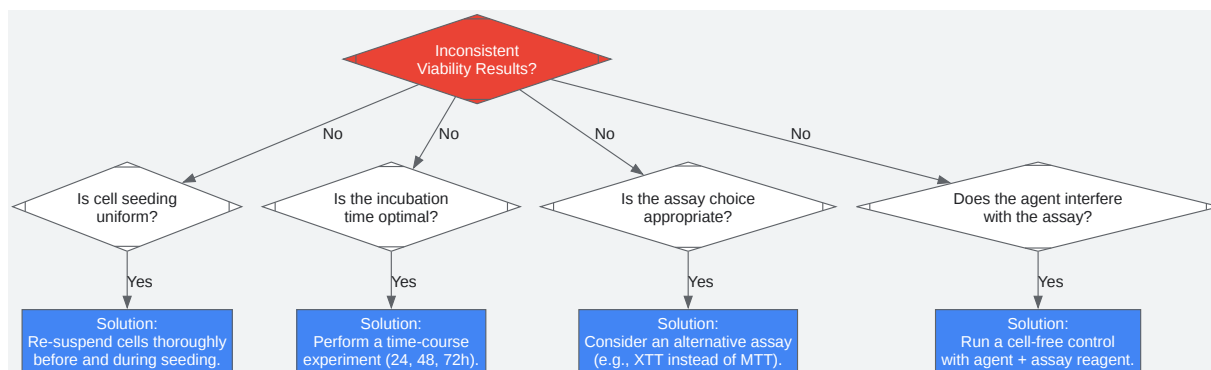 Inconsistent
Viability Results?
No
No
No
No
Is cell seeding
uniform?
Is the incubation
time optimal?
Is the assay choice
appropriate?
Does the agent interfere
with the assay?
Yes
Yes
Yes
Yes
Solution:
Re-suspend cells thoroughly
before and during seeding.
Solution:
Perform a time-course
experiment (24, 48, 72h).
Solution:
Consider an alternative assay
(e.g., XTT instead of MTT).
Solution:
Run a cell-free control
with agent + assay reagent.